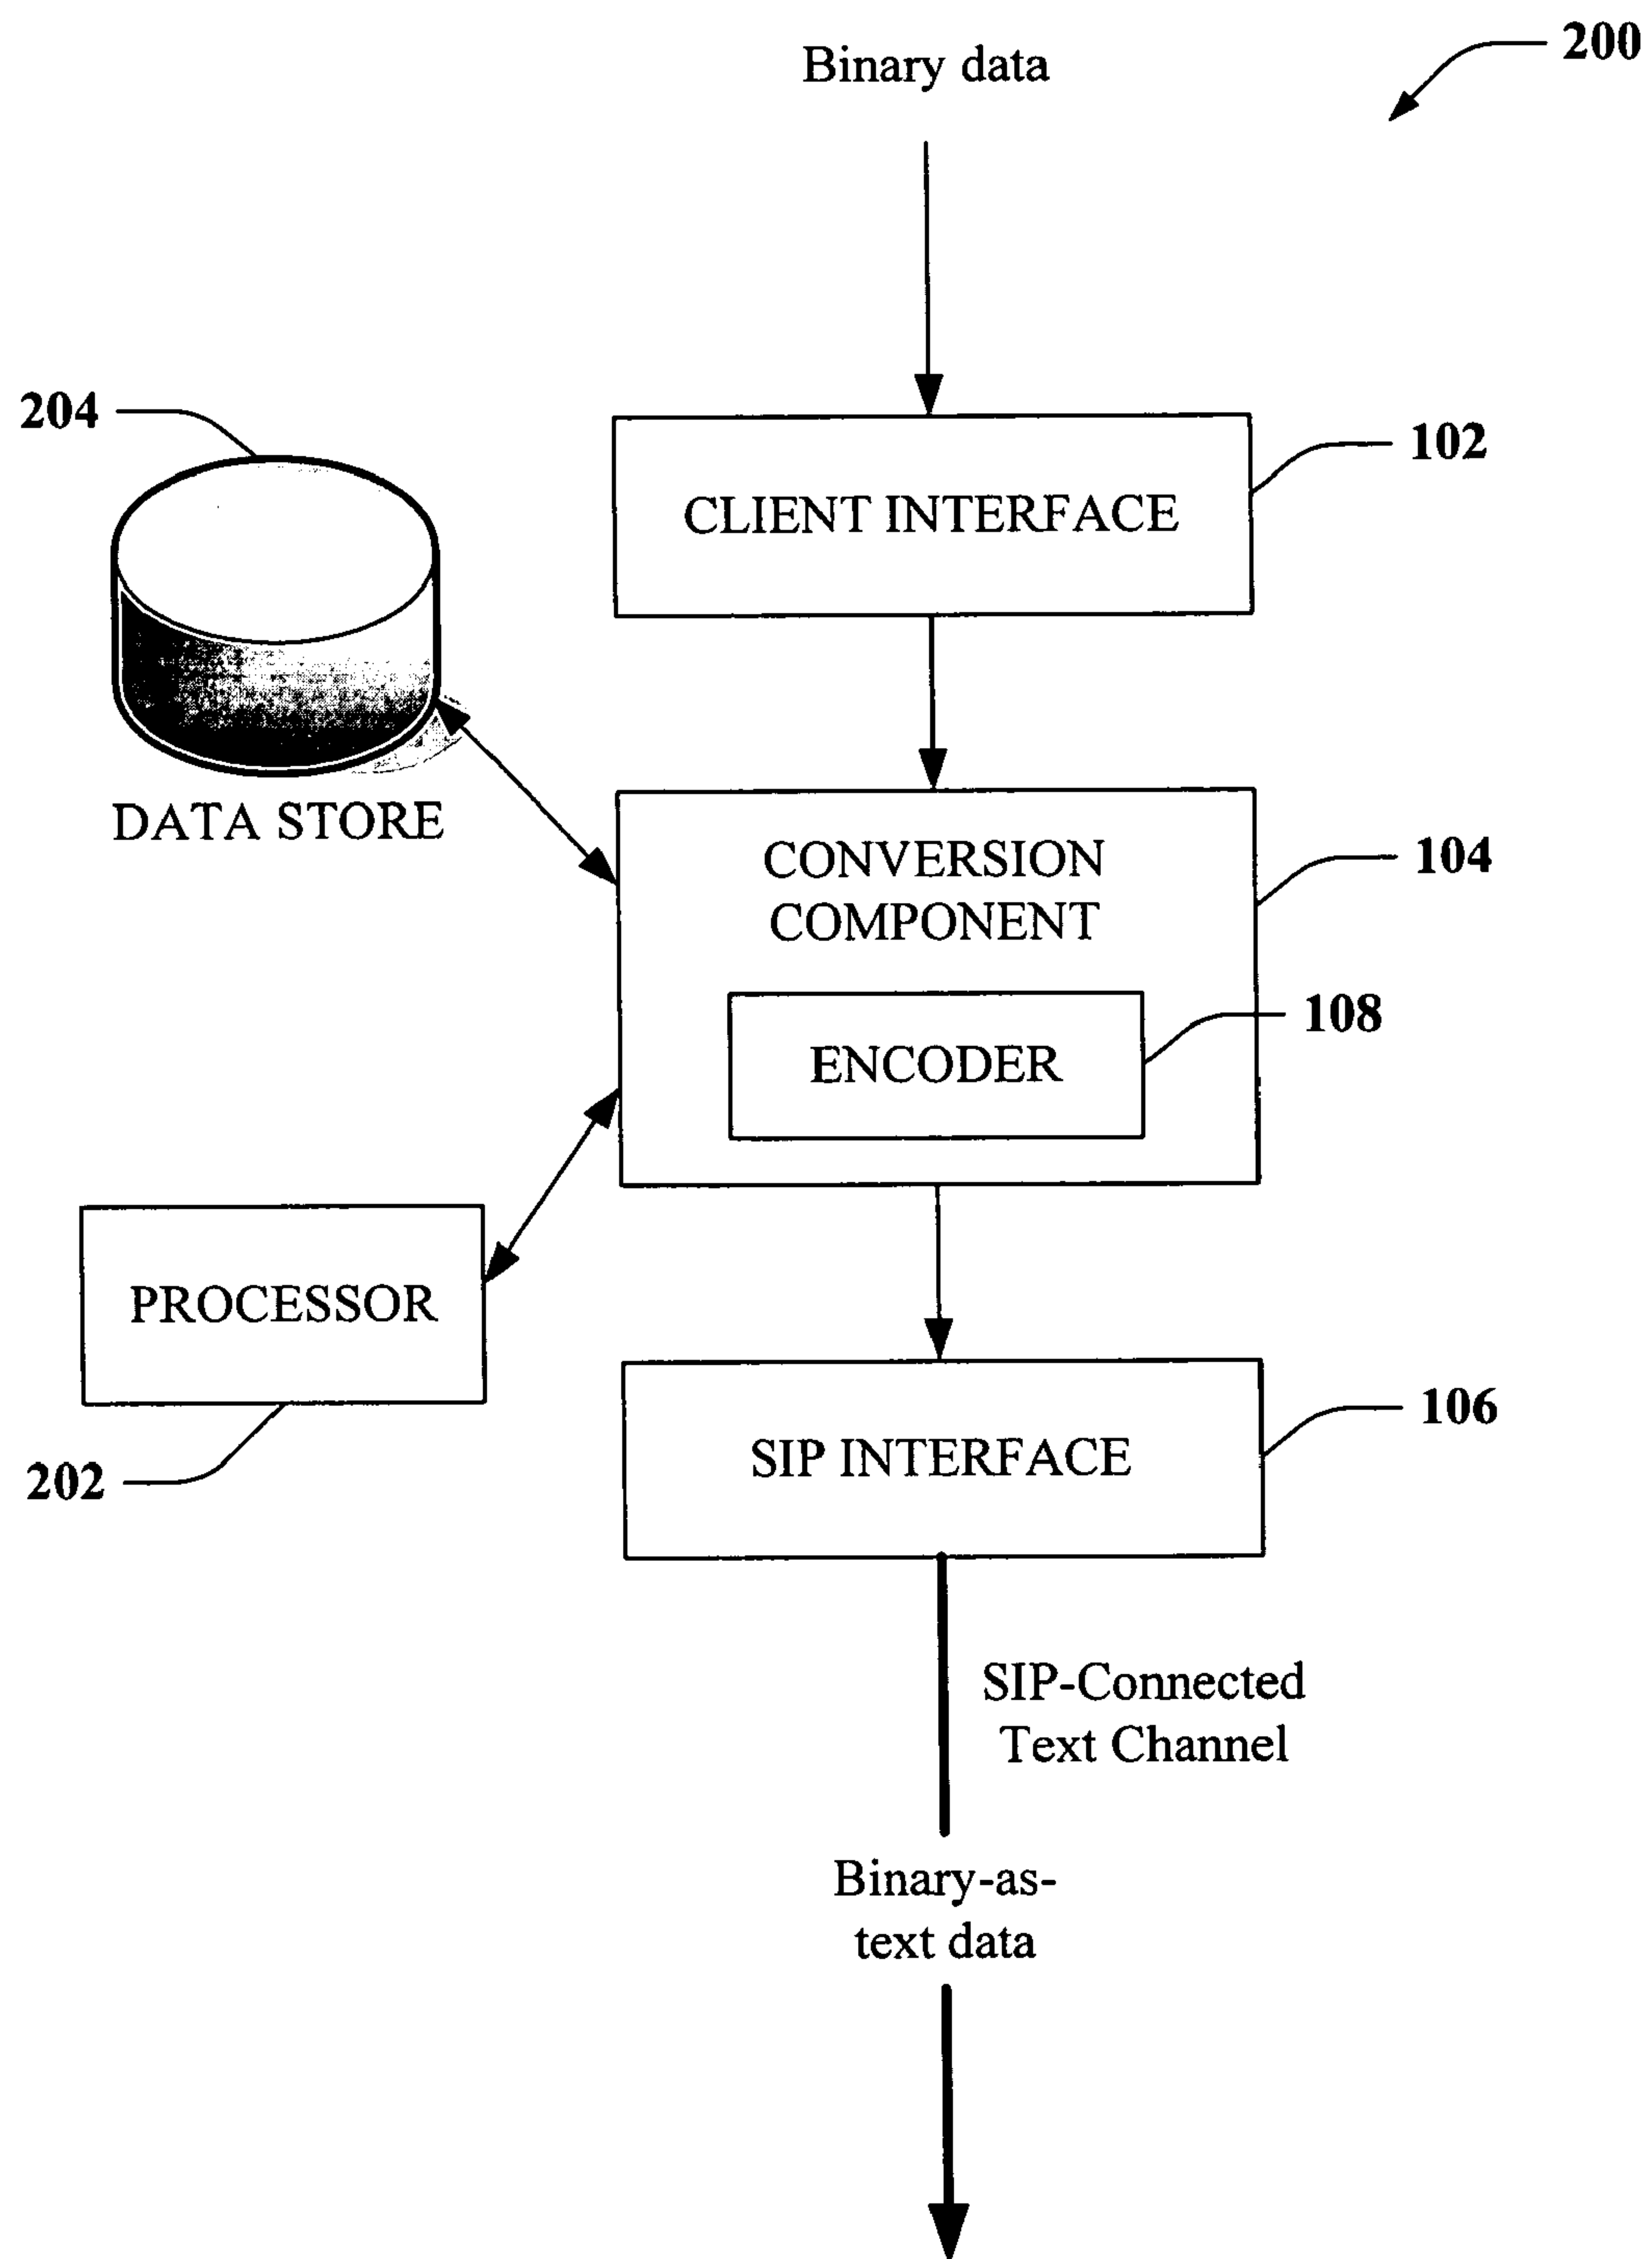 200
Binary data
204
102
CLIENT INTERFACE
DATA STORE
CONVERSION
COMPONENT
104
108
ENCODER
PROCESSOR
202
106
SIP INTERFACE
SIP-Connected
Text Channel
Binary-as-
text data